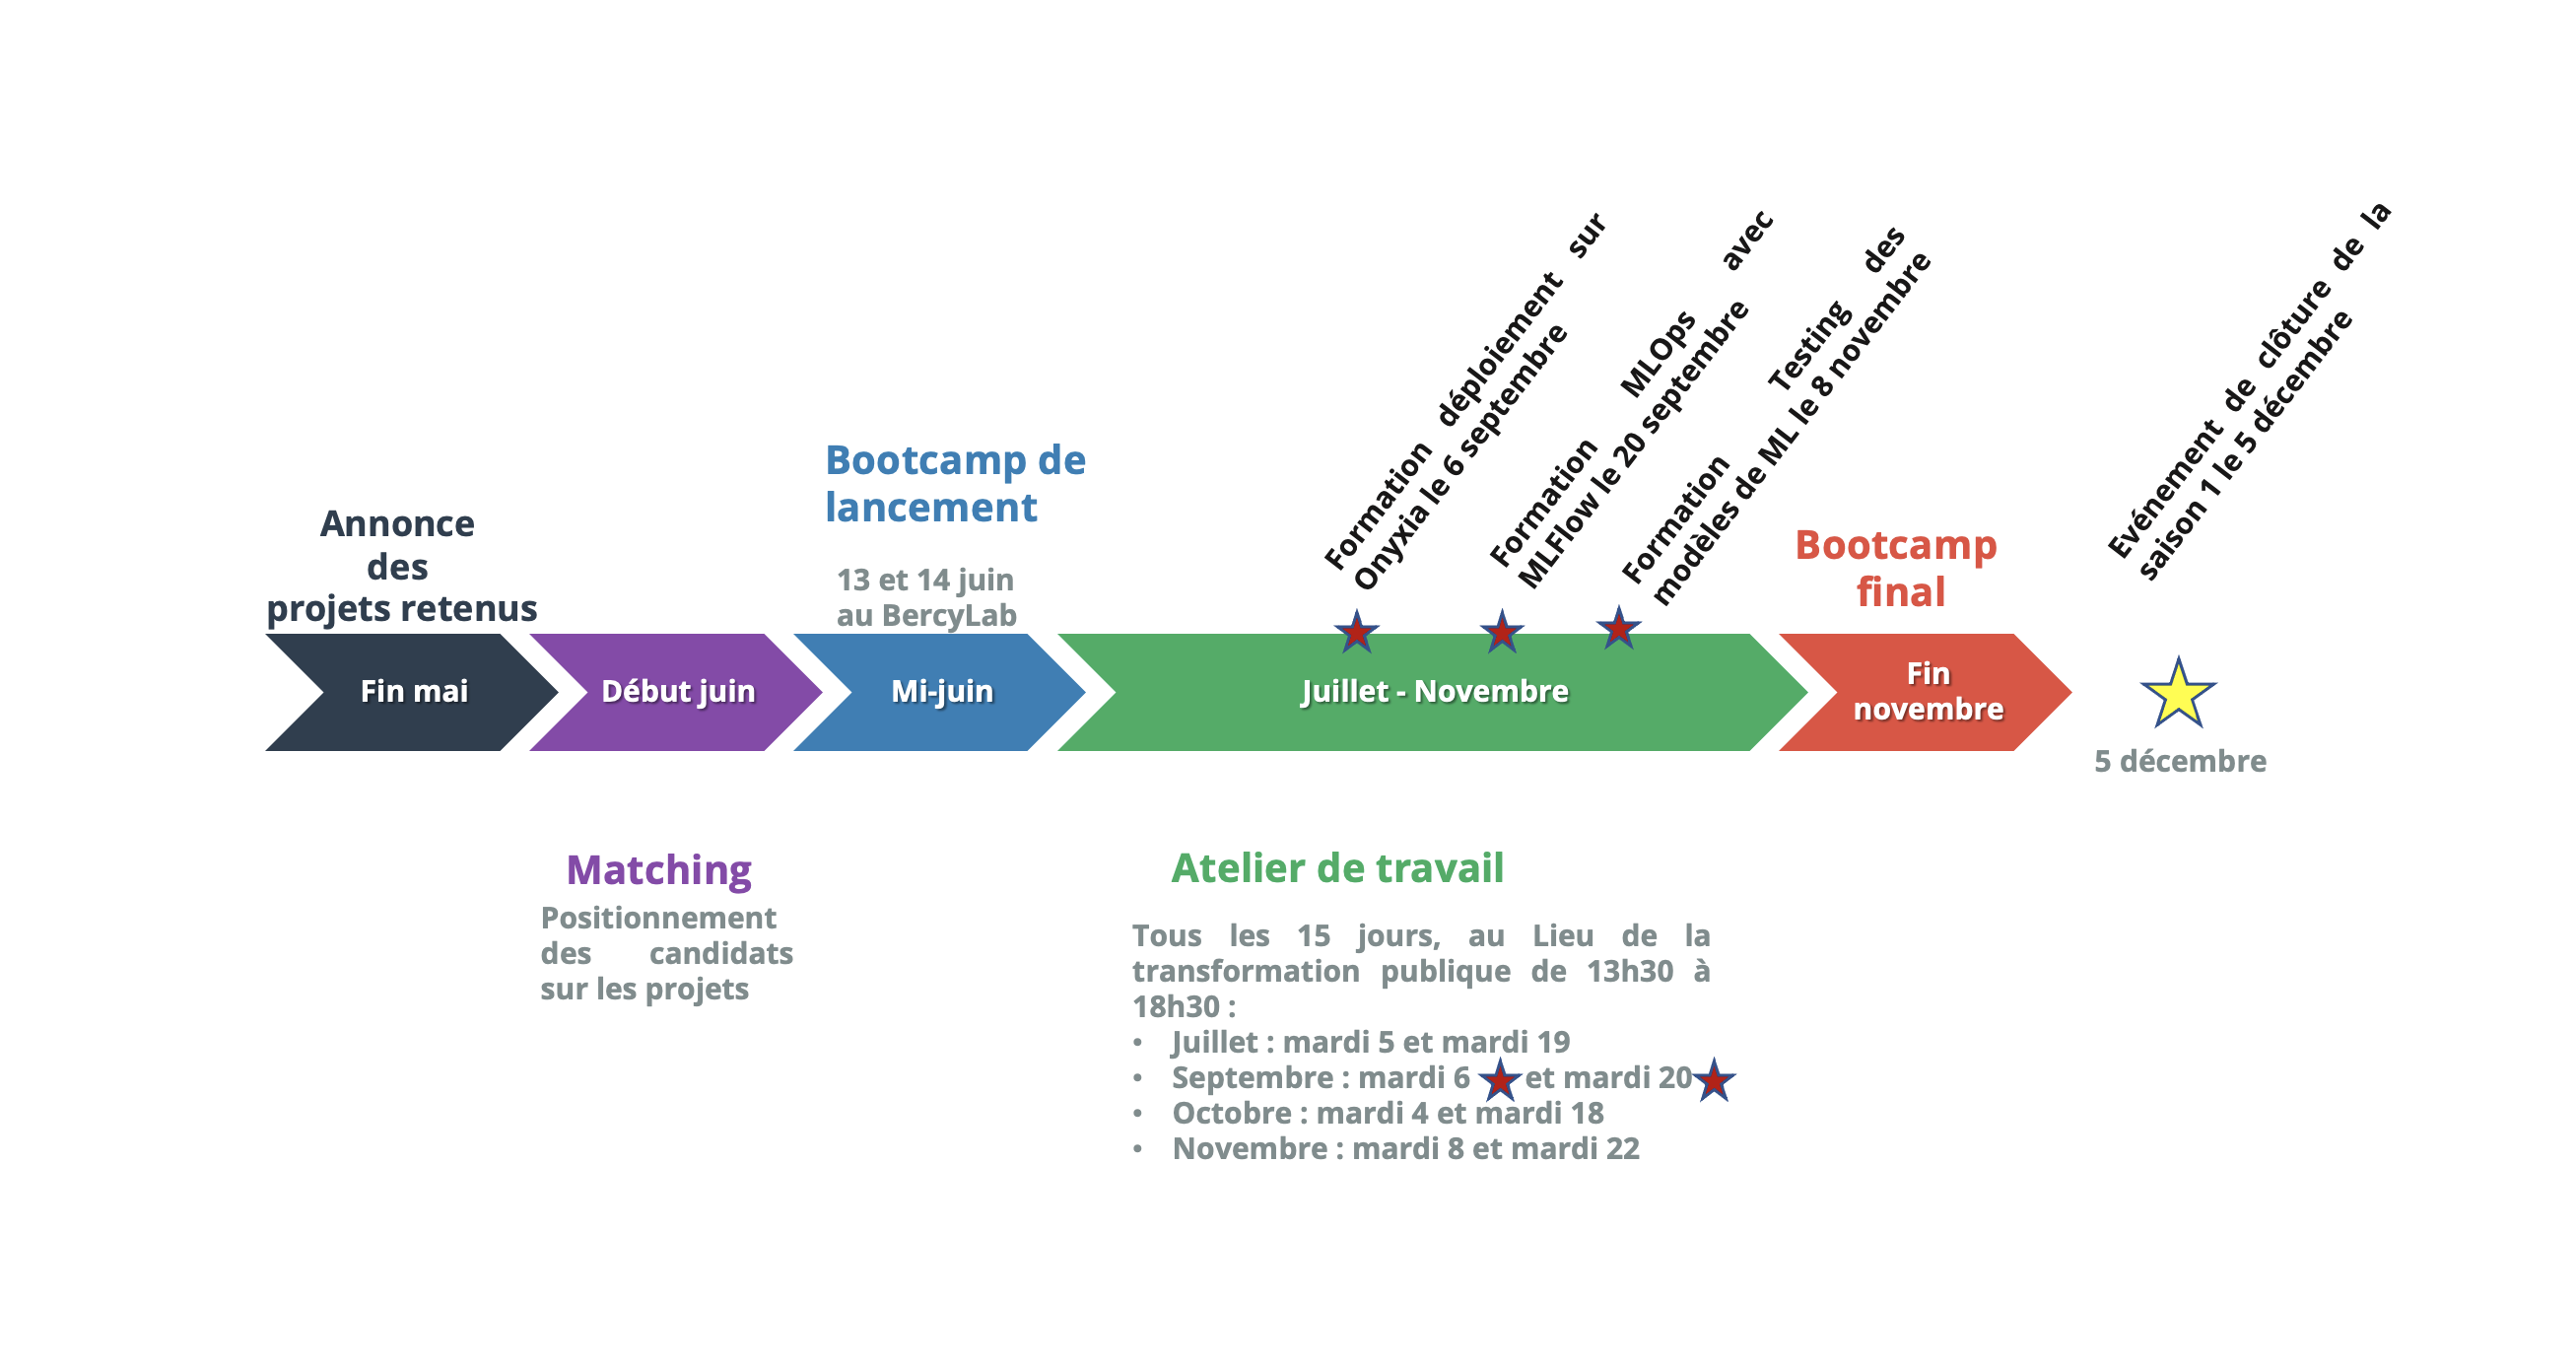 Annonce
des
projets retenus
Fin mai
Début juin
Matching
Positionnement
des candidats
sur les projets
Bootcamp de
lancement
13 et 14 juin
au BercyLab
Mi-juin
Formation déploiement sur
Onyxia le 6 septembre
Formation MLOps avec
MLFlow le 20 septembre
Formation Testing des
modèles de ML le 8 novembre
Juillet - Novembre
Atelier de travail
Tous les 15 jours, au Lieu de la
transformation publique de 13h30 à
18h30 :
• Juillet : mardi 5 et mardi 19
• Septembre : mardi 6 et mardi 20
• Octobre : mardi 4 et mardi 18
• Novembre : mardi 8 et mardi 22
Bootcamp
final
Fin
novembre
Evénement de clôture de la
saison 1 le 5 décembre
5 décembre